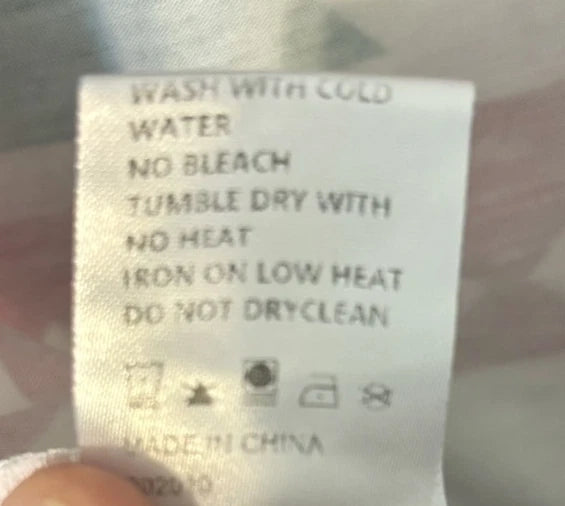 WASH WITH COLD
WATER
NO BLEACH
TUMBLE DRY WITH
NO HEAT
IRON ON LOW HEAT
DO NOT DRYCLEAN
MADE IN CHINA